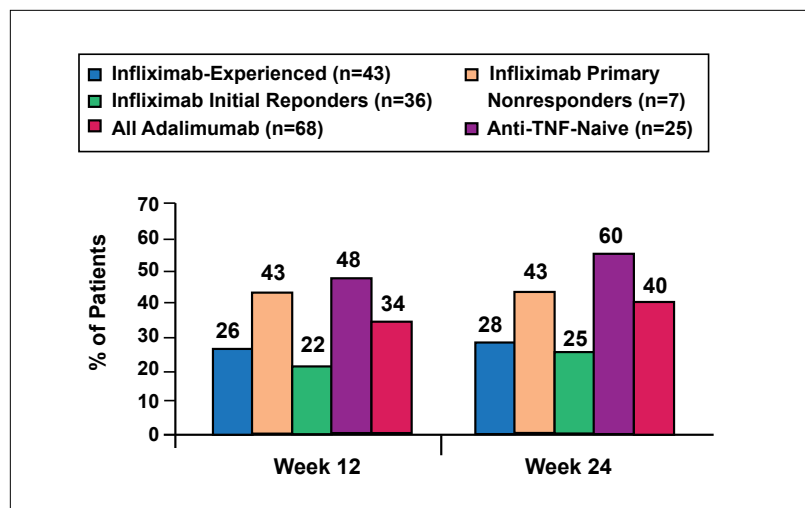 Infliximab-Experienced (n=43)
Infliximab Initial Reponders (n=36)
All Adalimumab (n=68)
Infliximab Primary
Nonresponders (n=7)
Anti-TNF-Naive (n=25)
% of Patients
70
60
50
40
30
20
10
0
26
43
22
48
34
28
43
25
60
40
Week 12
Week 24